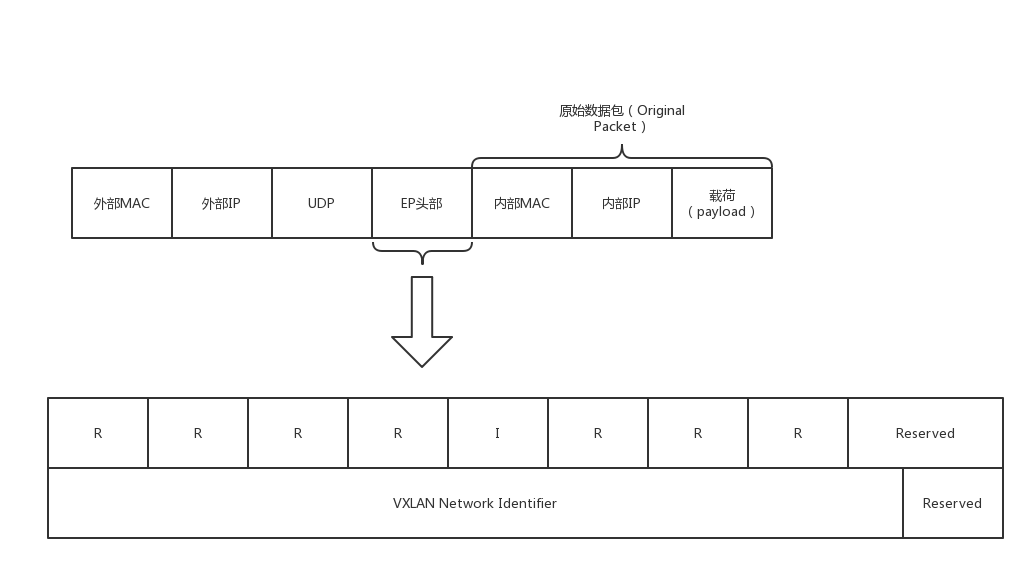 原始数据包（Original
Packet）
外部MAC
外部IP
UDP
EP头部
内部MAC
内部IP
载荷
（payload）
R
R
R
R
I
R
R
R
Reserved
VXLAN Network Identifier
Reserved